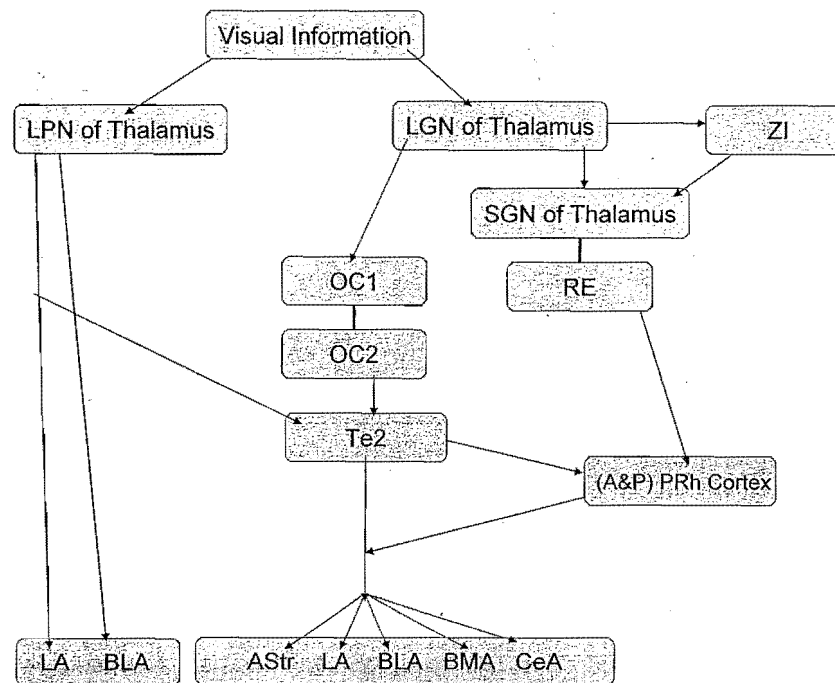 Visual Information
LPN of Thalamus
LGN of Thalamus
ZI
SGN of Thalamus
OC1
RE
OC2
Te2
(A&P) PRh Cortex
LA BLA
AStr LA BLA BMA CeA